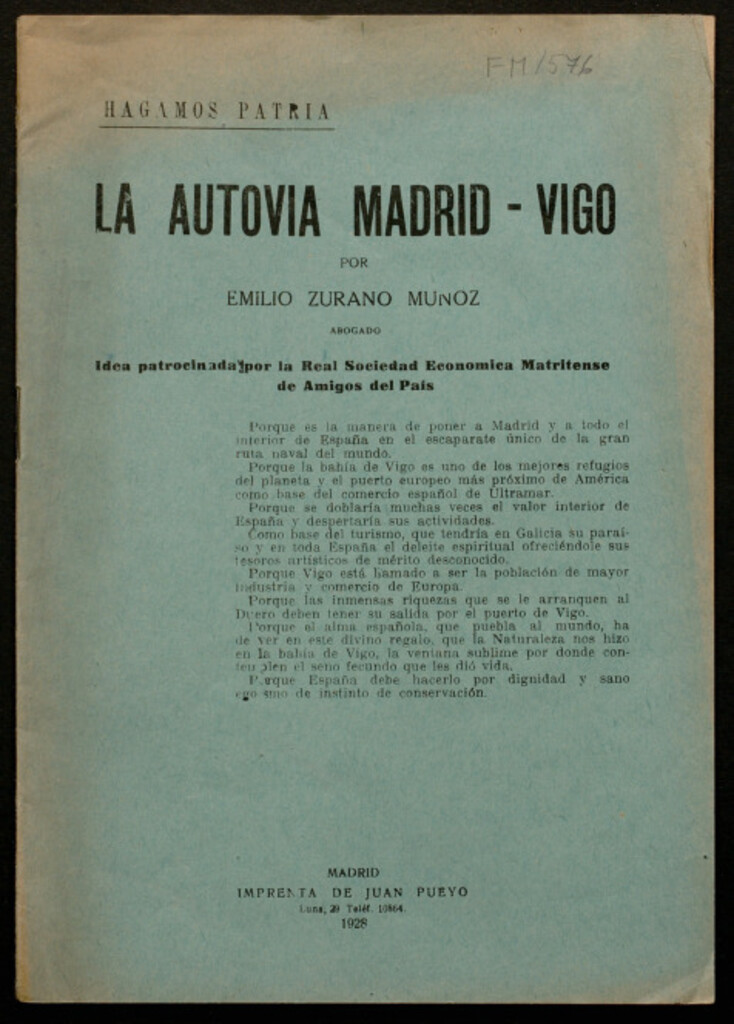 FM/1576
HAGAMOS PATRIA
LA AUTOVIA MADRID - VIGO
POR
EMILIO ZURANO MUÑOZ
ABOGADO
Idea patrocinada por la Real Sociedad Economica Matritense
de Amigos del País
Porque es la manera de poner a Madrid y a todo el
interior de España en el escaparate único de la gran
ruta naval del mundo.
Porque la bahía de Vigo es uno de los mejores refugios
del planeta y el puerto europeo más próximo de América
como base del comercio español de Ultramar.
Porque se doblaría muchas veces el valor interior de
España y despertaría sus actividades.
Como base del turismo, que tendría en Galicia su paraí-
so y en toda España el deleite espiritual ofreciéndole sus
tesoros artísticos de mérito desconocido.
Porque Vigo está llamado a ser la población de mayor
industria y comercio de Europa.
Porque las inmensas riquezas que se le arranquen al
Duero deben tener su salida por el puerto de Vigo.
Porque el alma española, que puebla al mundo, ha
de ver en este divino regalo, que la Naturaleza nos hizo
en la bahía de Vigo, la ventana sublime por donde con-
templen el seno fecundo que les dió vida.
Porque España debe hacerlo por dignidad y sano
egoismo de instinto de conservación.
MADRID
IMPRENTA DE JUAN PUEYO
Luna, 29 Teléf. 10864.
1928